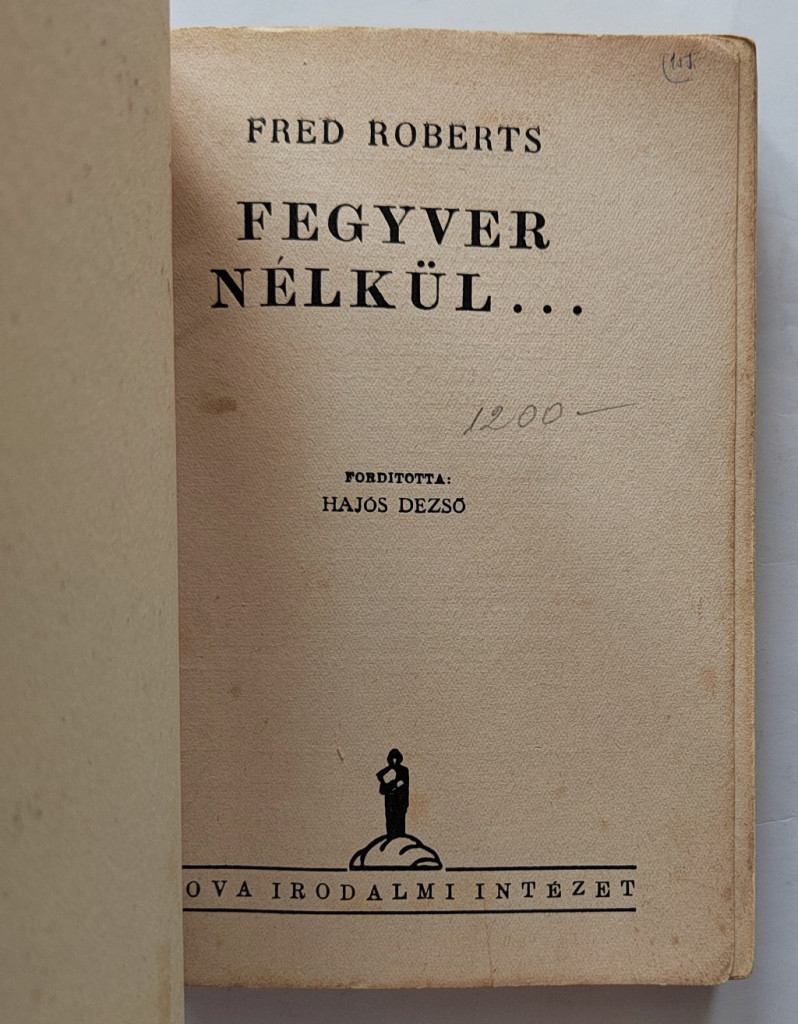 FRED ROBERTS
FEGYVER
NÉLKÜL...
1200—
FORDITOTTA:
HAJÓS DEZSŐ
OVA IRODALMI INTÉZET